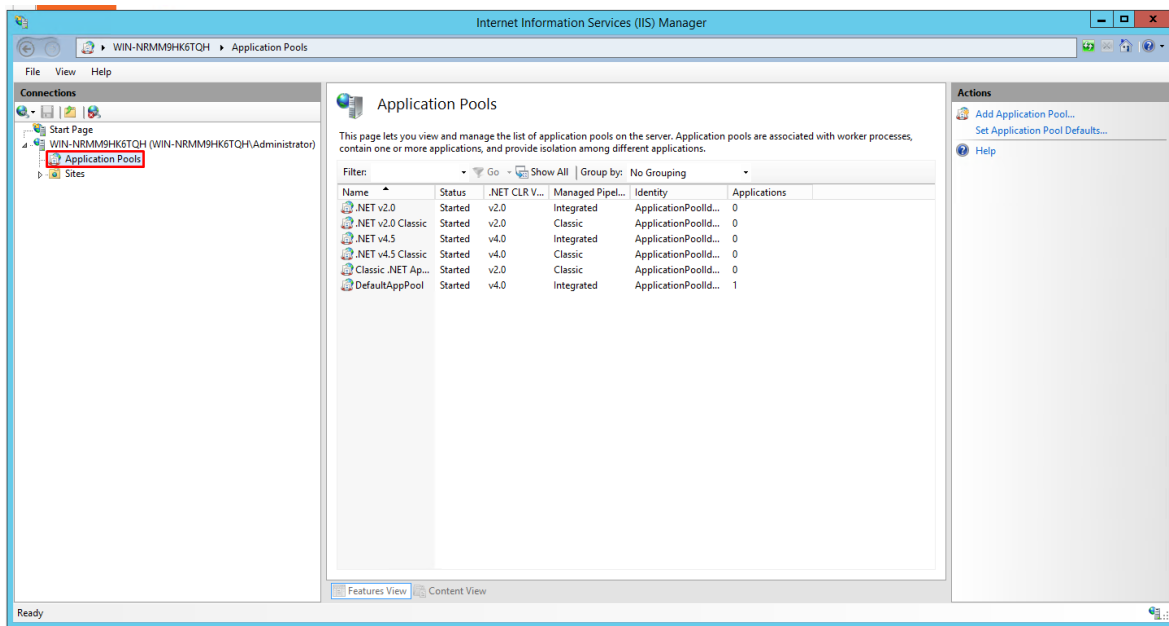 Internet Information Services (IIS) Manager
WIN-NRMM9HK6TQH Application Pools
File View Help
Connections
Start Page
WIN-NRMM9HK6TQH (WIN-NRMM9HK6TQH\Administrator)
Application Pools
Sites
Application Pools
This page lets you view and manage the list of application pools on the server. Application pools are associated with worker processes,
contain one or more applications, and provide isolation among different applications.
Filter: Go Show All Group by: No Grouping
Name Status .NET CLR V... Managed Pipel... Identity Applications
.NET v2.0 Started v2.0 Integrated ApplicationPoolId... 0
.NET v2.0 Classic Started v2.0 Classic ApplicationPoolId... 0
.NET v4.5 Started v4.0 Integrated ApplicationPoolId... 0
.NET v4.5 Classic Started v4.0 Classic ApplicationPoolId... 0
Classic .NET Ap... Started v2.0 Classic ApplicationPoolId... 0
DefaultAppPool Started v4.0 Integrated ApplicationPoolId... 1
Features View Content View
Actions
Add Application Pool...
Set Application Pool Defaults...
Help
Ready